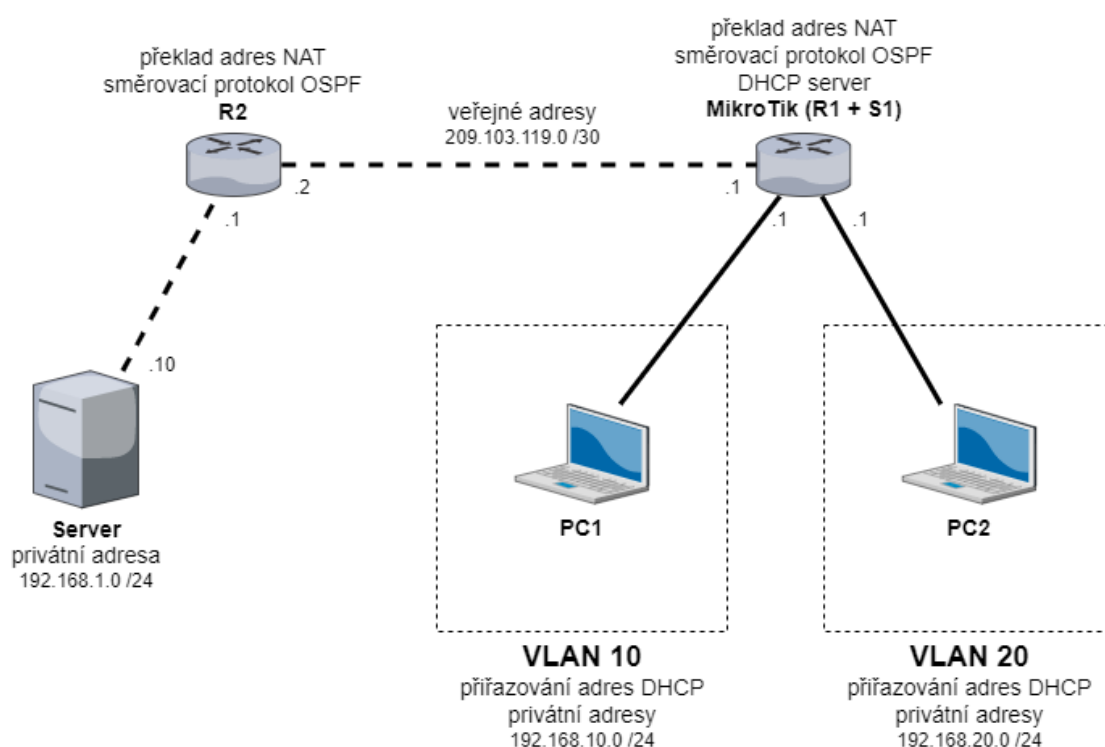 překlad adres NAT
směrovací protokol OSPF
R2
překlad adres NAT
směrovací protokol OSPF
DHCP server
MikroTik (R1 + S1)
veřejné adresy
209.103.119.0 /30
.2
.1
.1
.1
.1
.10
Server
privátní adresa
192.168.1.0 /24
PC1
PC2
VLAN 10
přiřazování adres DHCP
privátní adresy
192.168.10.0 /24
VLAN 20
přiřazování adres DHCP
privátní adresy
192.168.20.0 /24